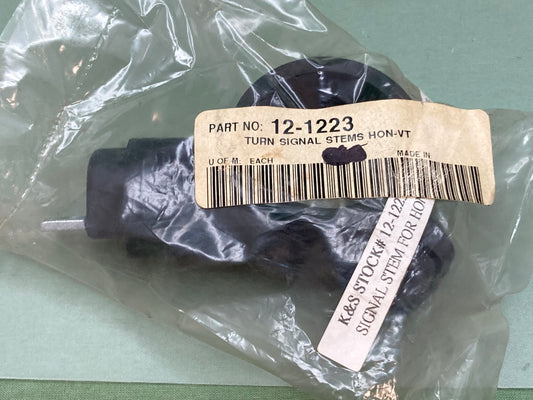 PART NO: 12-1223
TURN SIGNAL STEMS HON-VT
U OF M: EACH MADE IN
K&S STOCK# 12-122
SIGNAL STEM FOR HON